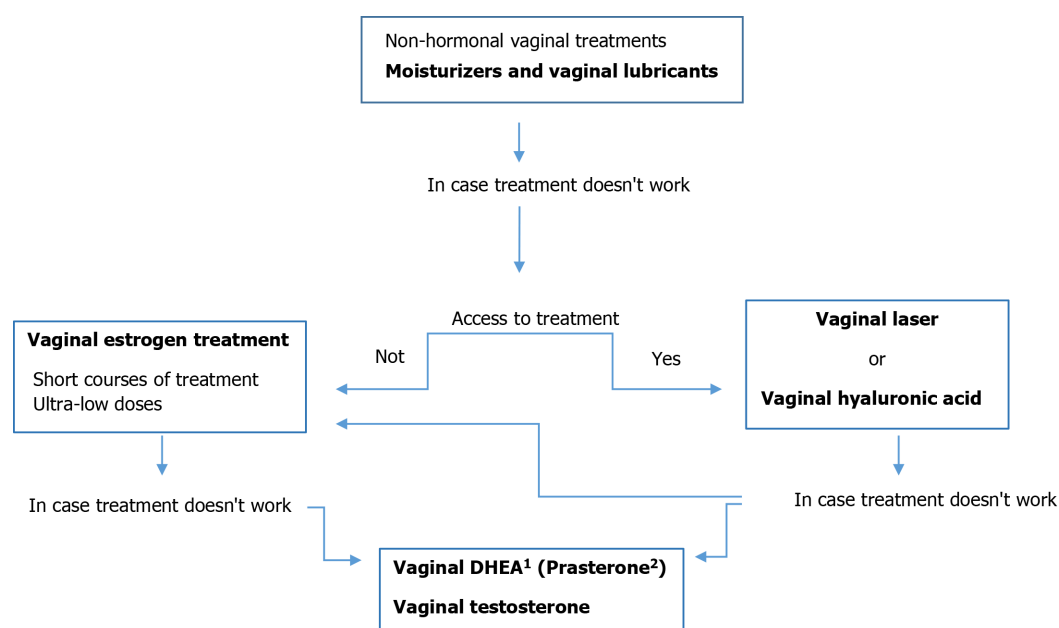 Non-hormonal vaginal treatments
Moisturizers and vaginal lubricants
In case treatment doesn't work
Access to treatment
Not
Yes
Vaginal estrogen treatment
Short courses of treatment
Ultra-low doses
Vaginal laser
or
Vaginal hyaluronic acid
In case treatment doesn't work
In case treatment doesn't work
Vaginal DHEA¹ (Prasterone²)
Vaginal testosterone